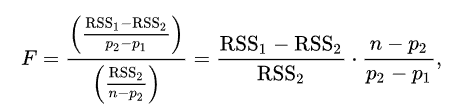 F = \frac{\left(\frac{\text{RSS}_1 - \text{RSS}_2}{p_2 - p_1}\right)}{\left(\frac{\text{RSS}_2}{n - p_2}\right)} = \frac{\text{RSS}_1 - \text{RSS}_2}{\text{RSS}_2} \cdot \frac{n - p_2}{p_2 - p_1},